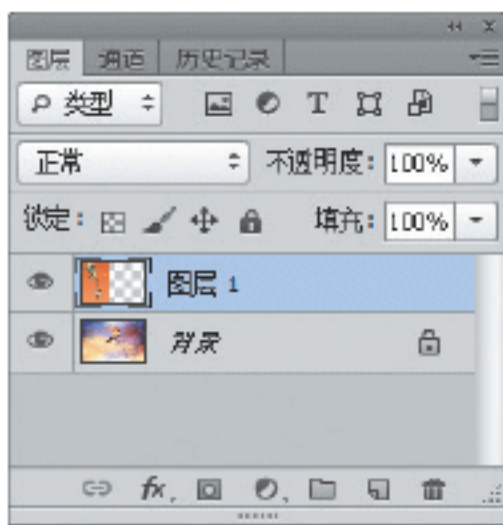 图层 通道 历史记录
类型
正常 不透明度: 100%
锁定: 填充: 100%
图层 1
背景
fx